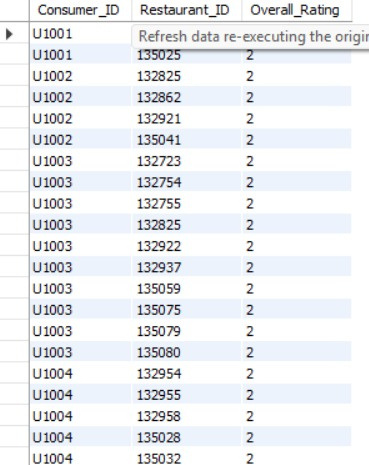 Consumer_ID Restaurant_ID Overall_Rating
U1001 Refresh data re-executing the origin
U1001 135025 2
U1002 132825 2
U1002 132862 2
U1002 132921 2
U1002 135041 2
U1003 132723 2
U1003 132754 2
U1003 132755 2
U1003 132825 2
U1003 132922 2
U1003 132937 2
U1003 135059 2
U1003 135075 2
U1003 135079 2
U1003 135080 2
U1004 132954 2
U1004 132955 2
U1004 132958 2
U1004 135028 2
U1004 135032 2